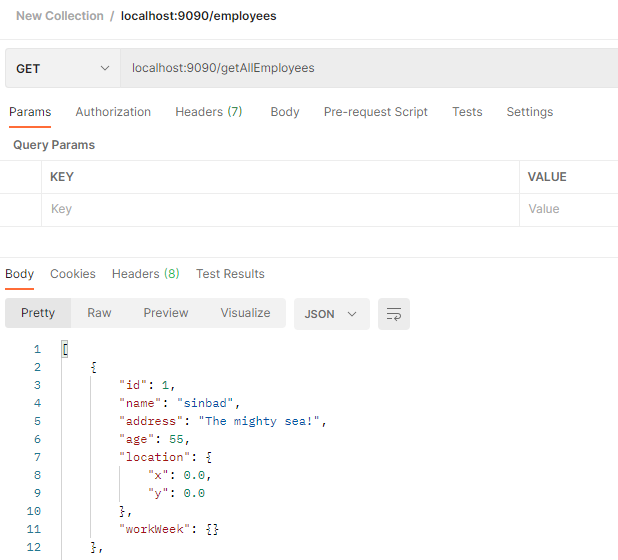 New Collection / localhost:9090/employees
GET localhost:9090/getAllEmployees
Params Authorization Headers (7) Body Pre-request Script Tests Settings
Query Params
KEY VALUE
Key Value
Body Cookies Headers (8) Test Results
Pretty Raw Preview Visualize JSON
1 [
2 {
3 "id": 1,
4 "name": "sinbad",
5 "address": "The mighty sea!",
6 "age": 55,
7 "location": {
8 "x": 0.0,
9 "y": 0.0
10 },
11 "workWeek": {}
12 },